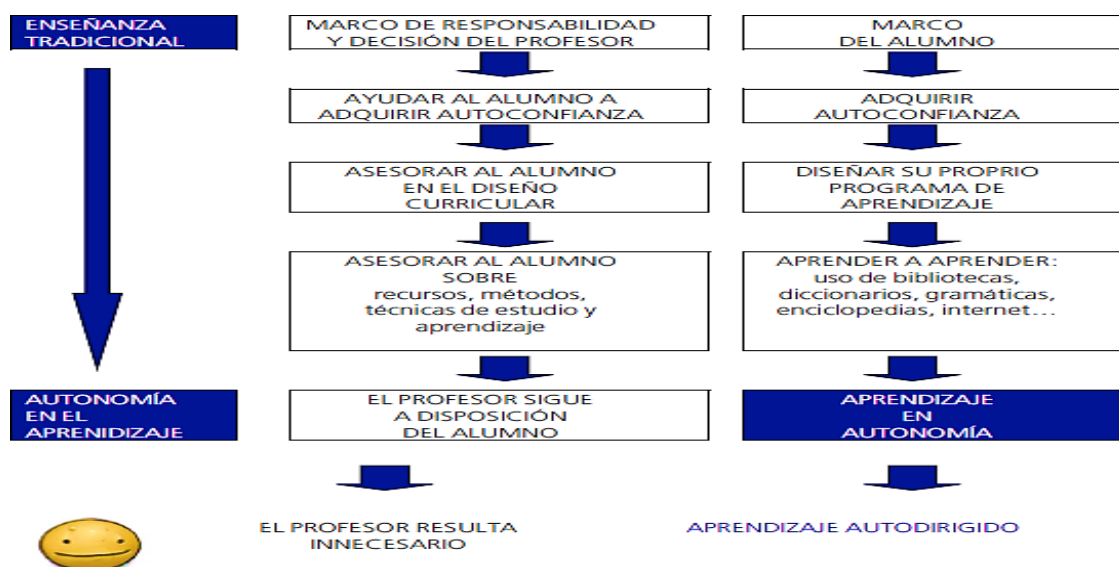 ENSEÑANZA
TRADICIONAL
MARCO DE RESPONSABILIDAD
Y DECISIÓN DEL PROFESOR
MARCO
DEL ALUMNO
AYUDAR AL ALUMNO A
ADQUIRIR AUTOCONFIANZA
ADQUIRIR
AUTOCONFIANZA
ASESORAR AL ALUMNO
EN EL DISEÑO
CURRICULAR
DISEÑAR SU PROPRIO
PROGRAMA DE
APRENDIZAJE
ASESORAR AL ALUMNO
SOBRE
recursos, métodos,
técnicas de estudio y
aprendizaje
APRENDER A APRENDER:
uso de bibliotecas,
diccionarios, gramáticas,
enciclopedias, internet...
AUTONOMÍA
EN EL
APRENIDIZAJE
EL PROFESOR SIGUE
A DISPOSICIÓN
DEL ALUMNO
APRENDIZAJE
EN
AUTONOMÍA
EL PROFESOR RESULTA
INNECESARIO
APRENDIZAJE AUTODIRIGIDO